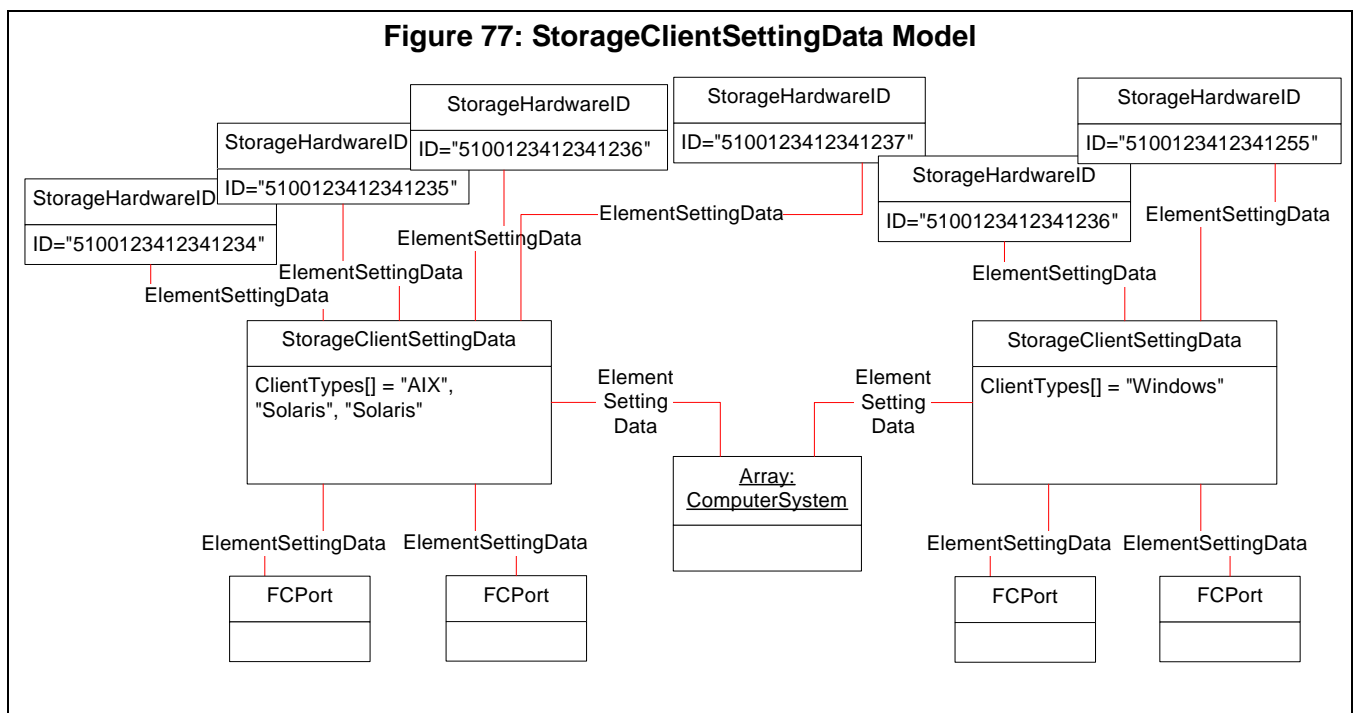 Figure 77: StorageClientSettingData Model
StorageHardwareID
ID="5100123412341234"
StorageHardwareID
ID="5100123412341235"
StorageHardwareID
ID="5100123412341236"
StorageHardwareID
ID="5100123412341237"
StorageHardwareID
ID="5100123412341236"
StorageHardwareID
ID="5100123412341255"
ElementSettingData
ElementSettingData
ElementSettingData
ElementSettingData
ElementSettingData
ElementSettingData
StorageClientSettingData
ClientTypes[] = "AIX",
"Solaris", "Solaris"
Element
Setting
Data
Element
Setting
Data
StorageClientSettingData
ClientTypes[] = "Windows"
Array:
ComputerSystem
ElementSettingData
ElementSettingData
ElementSettingData
ElementSettingData
FCPort
FCPort
FCPort
FCPort